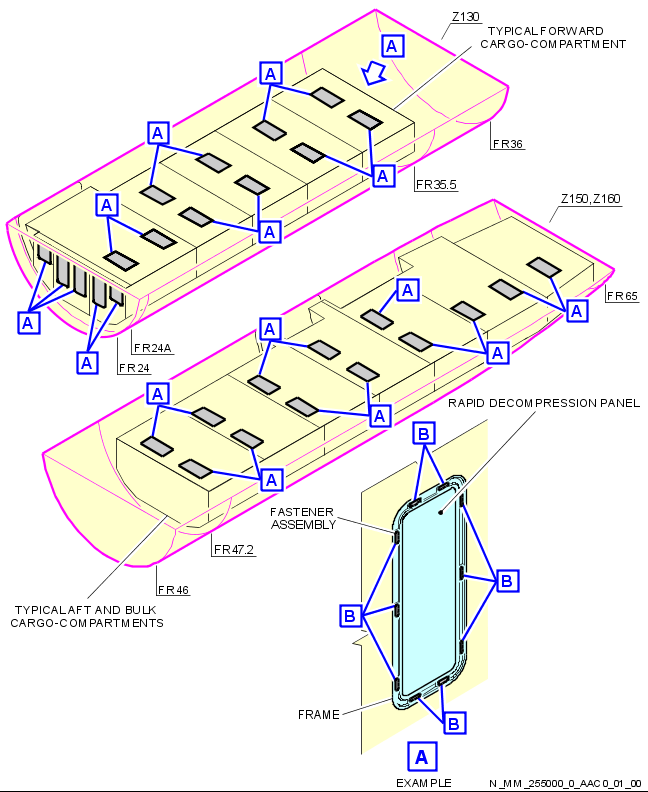 Z130
A
TYPICAL FORWARD
CARGO-COMPARTMENT
A
A
FR36
A
FR35.5
A
Z150,Z160
A
A
FR65
A
A
A
FR24A
A
FR24
A
A
A
RAPID DECOMPRESSION PANEL
A
B
A
FASTENER
ASSEMBLY
FR47.2
B
FR46
B
TYPICAL AFT AND BULK
CARGO-COMPARTMENTS
FRAME
B
A
EXAMPLE
N_MM_255000_0_AAC0_01_00